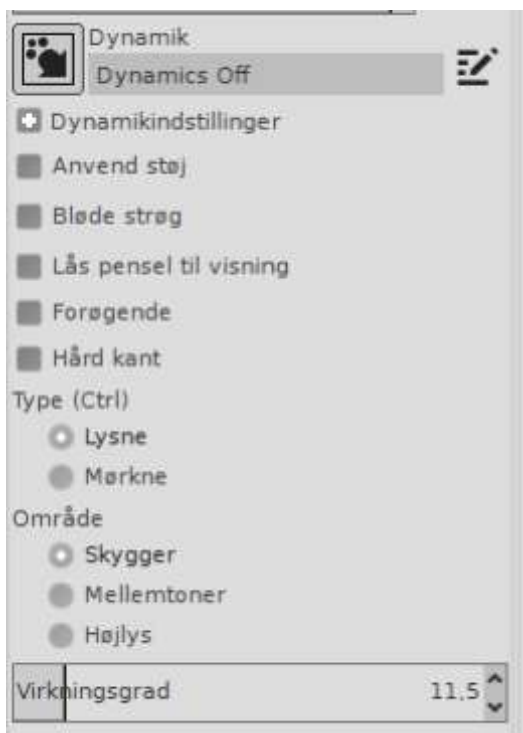 Dynamik
Dynamics Off
Dynamikindstillinger
Anvend støj
Bløde strøg
Lås pensel til visning
Forøgende
Hård kant
Type (Ctrl)
Lysne
Mørkne
Område
Skygger
Mellemtoner
Højlys
Virkningsgrad 11,5